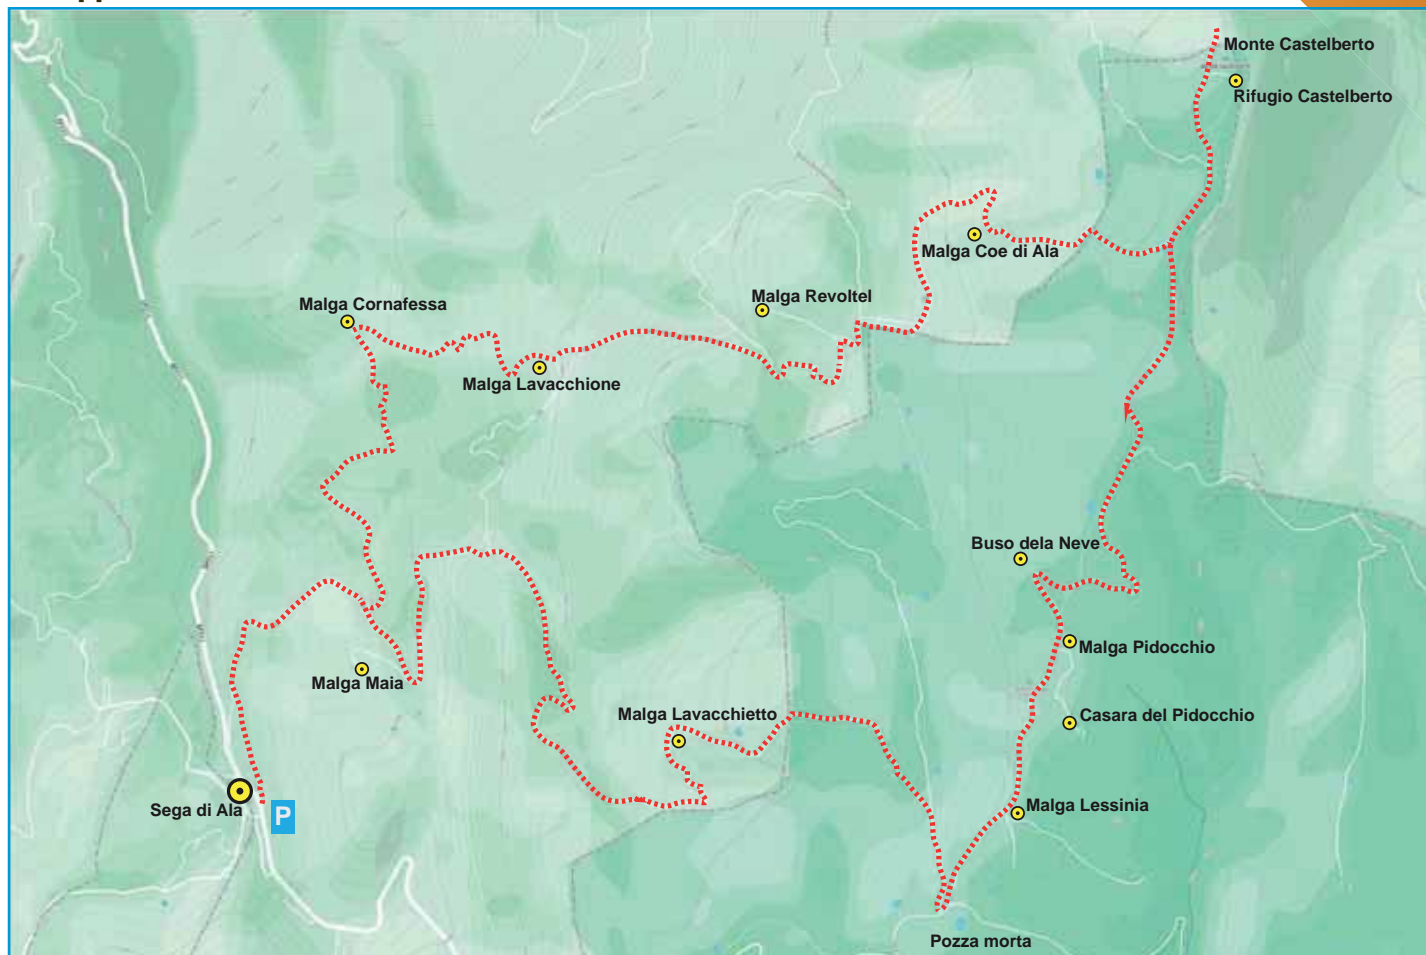 Monte Castelberto
Rifugio Castelberto
Malga Coe di Ala
Malga Revoltel
Malga Cornafessa
Malga Lavacchione
Buso dela Neve
Malga Pidocchio
Malga Maia
Malga Lavacchietto
Casara del Pidocchio
Sega di Ala
P
Malga Lessinia
Pozza morta